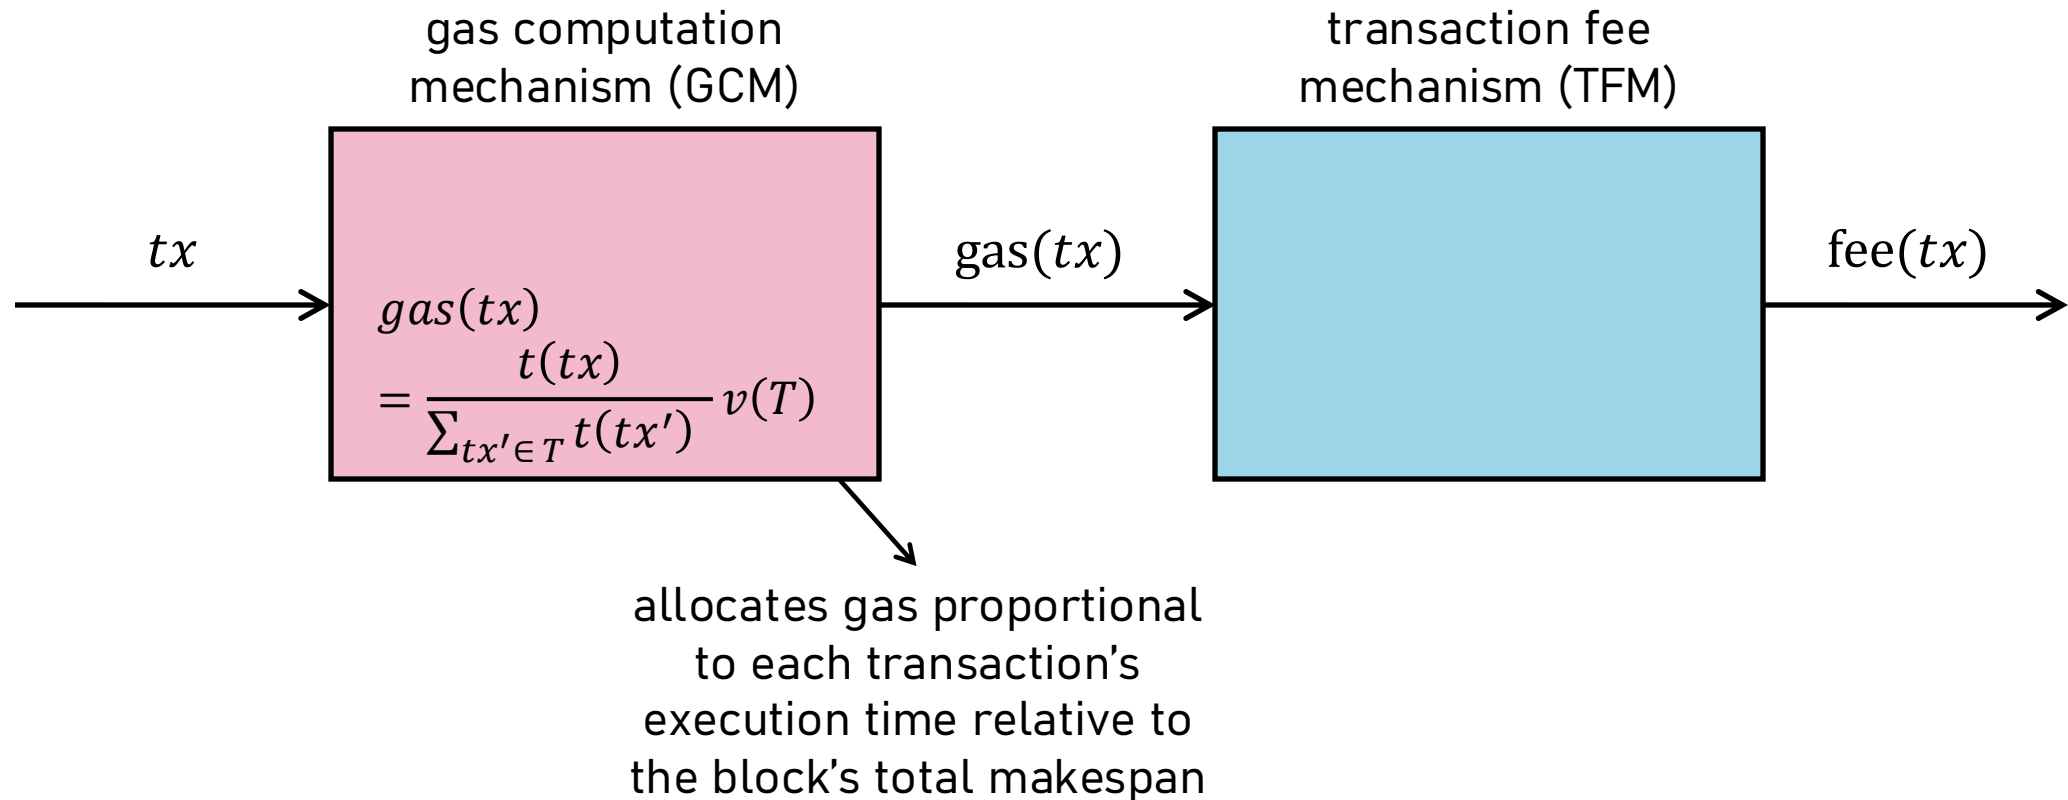 gas computation
mechanism (GCM)
transaction fee
mechanism (TFM)
tx
gas(tx)
= t(tx) / ∑_{tx′∈T} t(tx′) v(T)
gas(tx)
fee(tx)
allocates gas proportional
to each transaction’s
execution time relative to
the block’s total makespan